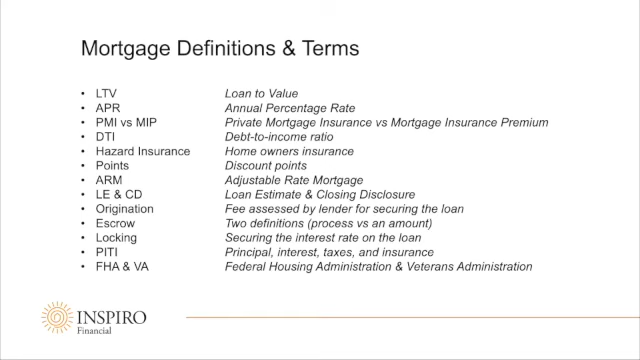 Mortgage Definitions & Terms
• LTV Loan to Value
• APR Annual Percentage Rate
• PMI vs MIP Private Mortgage Insurance vs Mortgage Insurance Premium
• DTI Debt-to-income ratio
• Hazard Insurance Home owners insurance
• Points Discount points
• ARM Adjustable Rate Mortgage
• LE & CD Loan Estimate & Closing Disclosure
• Origination Fee assessed by lender for securing the loan
• Escrow Two definitions (process vs an amount)
• Locking Securing the interest rate on the loan
• PITI Principal, interest, taxes, and insurance
• FHA & VA Federal Housing Administration & Veterans Administration
INSPIRO
Financial